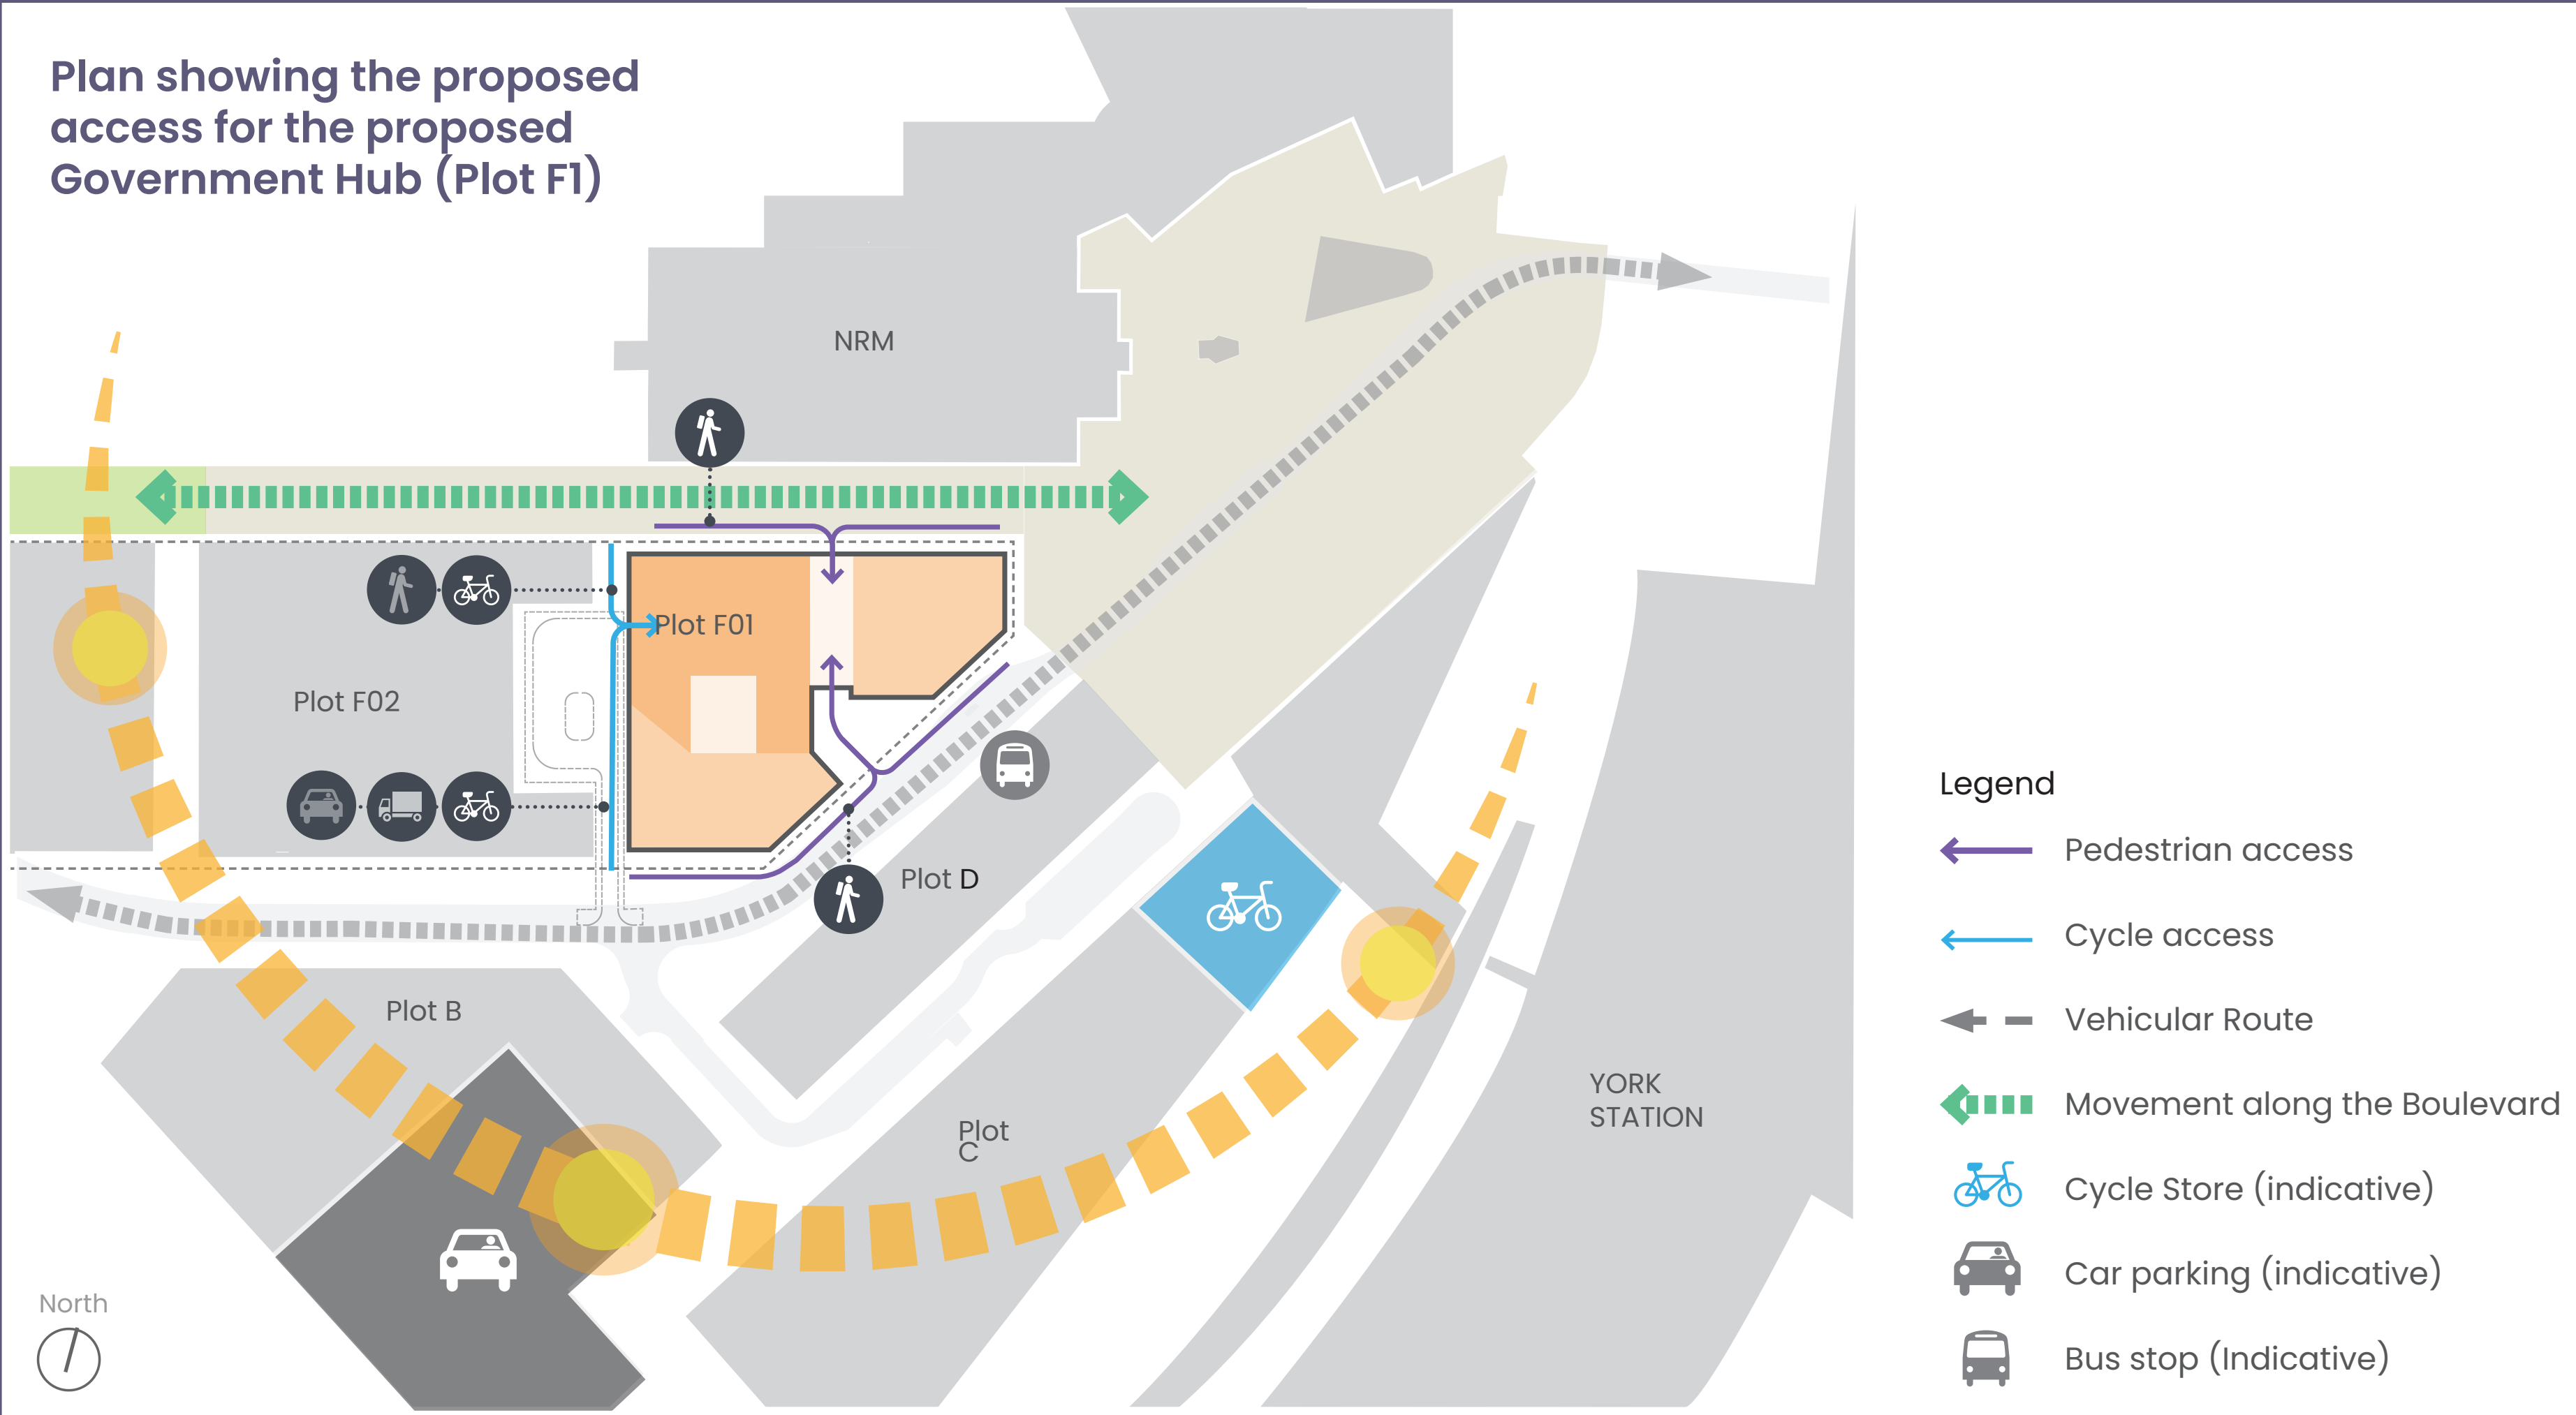 Plan showing the proposed
access for the proposed
Government Hub (Plot F1)
NRM
Plot F01
Plot F02
Plot D
Plot B
Plot
C
YORK
STATION
North
Legend
Pedestrian access
Cycle access
Vehicular Route
Movement along the Boulevard
Cycle Store (indicative)
Car parking (indicative)
Bus stop (Indicative)